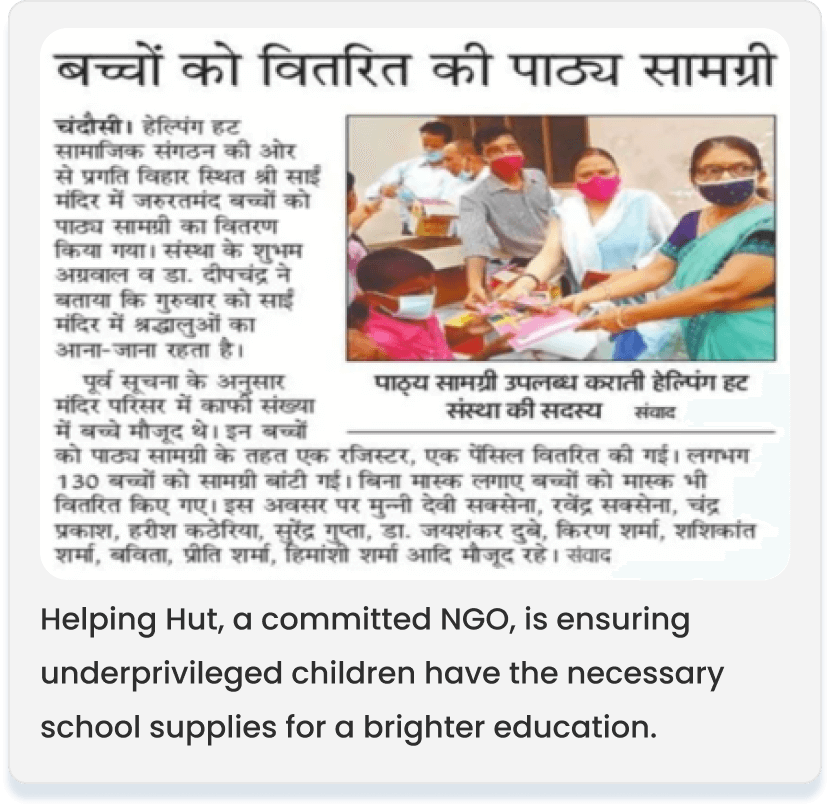 बच्चों को वितरित की पाठ्य सामग्री
चंदौसी। हेल्पिंग हट
सामाजिक संगठन की ओर
से प्रगति विहार स्थित श्री साईं
मंदिर में जरुरतमंद बच्चों को
पाठ्य सामग्री का वितरण
किया गया। संस्था के शुभम
अग्रवाल व डा. दीपचंद्र ने
बताया कि गुरुवार को साईं
मंदिर में श्रद्धालुओं का
आना-जाना रहता है।
पूर्व सूचना के अनुसार
मंदिर परिसर में काफी संख्या
में बच्चे मौजूद थे। इन बच्चों
को पाठ्य सामग्री के तहत एक रजिस्टर, एक पेंसिल वितरित की गई। लगभग
130 बच्चों को सामग्री बांटी गई। बिना मास्क लगाए बच्चों को मास्क भी
वितरित किए गए। इस अवसर पर मुन्नी देवी सक्सेना, रवेंद्र सक्सेना, चंद्र
प्रकाश, हरीश कठेरिया, सुरेंद्र गुप्ता, डा. जयशंकर दुबे, किरण शर्मा, शशिकांत
शर्मा, बविता, प्रीति शर्मा, हिमांशी शर्मा आदि मौजूद रहे। संवाद
पाठ्य सामग्री उपलब्ध कराती हेल्पिंग हट
संस्था की सदस्य संवाद
Helping Hut, a committed NGO, is ensuring
underprivileged children have the necessary
school supplies for a brighter education.